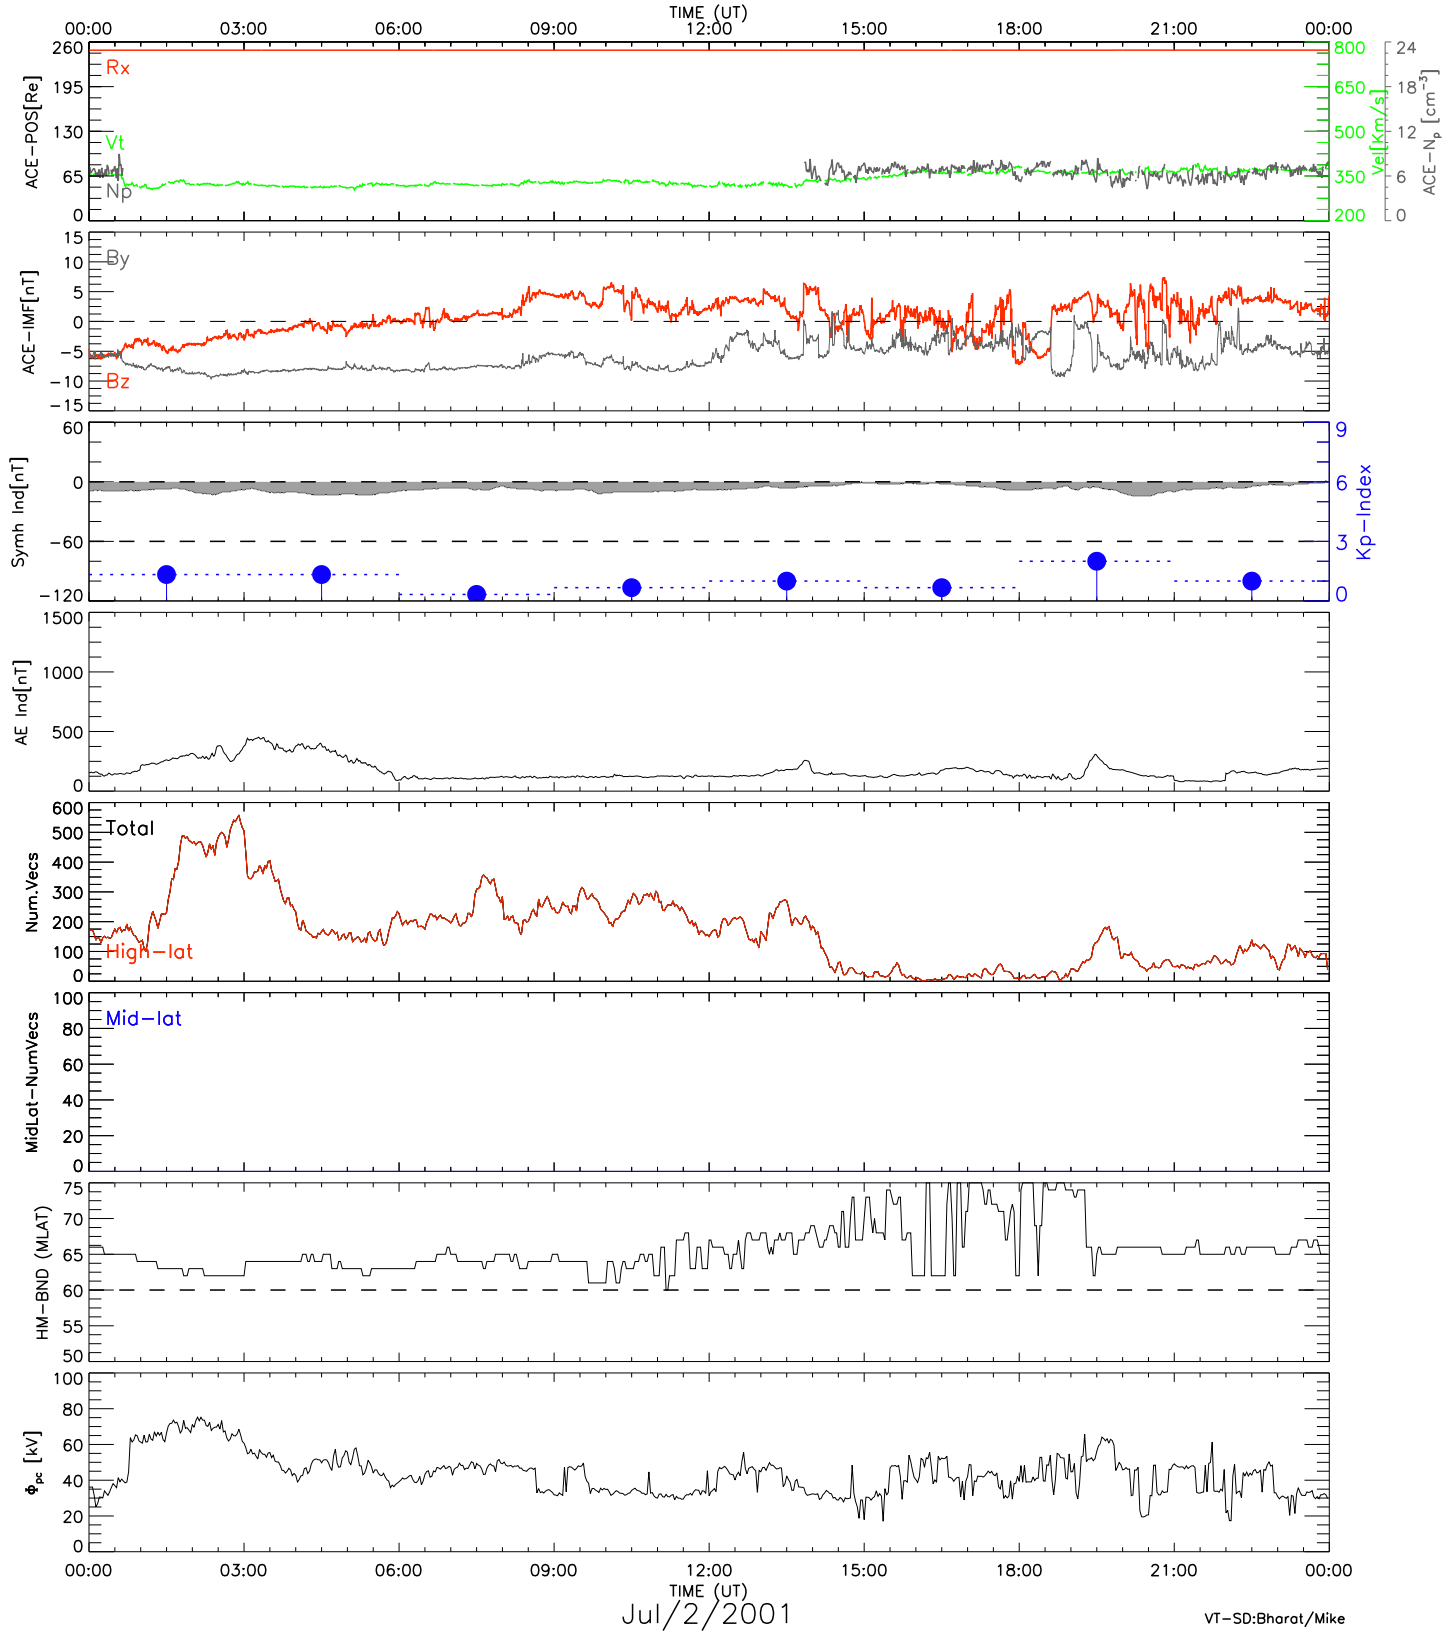 TIME (UT)
00:00 03:00 06:00 09:00 12:00 15:00 18:00 21:00 00:00
ACE-POS[Re]
260
195
130
65
0
Rx
Vt
Np
800
650
500
350
200
Vel[Km/s]
24
18
12
6
0
ACE-Np [cm-3]
ACE-IMF[nT]
15
10
5
0
-5
-10
-15
By
Bz
Symh Ind[nT]
60
0
-60
-120
9
6
3
0
Kp-Index
AE Ind[nT]
1500
1000
500
0
Num.Vecs
600
500
400
300
200
100
0
Total
High-lat
MidLat-NumVecs
100
80
60
40
20
0
Mid-lat
HM-BND (MLAT)
75
70
65
60
55
50
Φpc [kV]
100
80
60
40
20
0
00:00 03:00 06:00 09:00 12:00 15:00 18:00 21:00 00:00
TIME (UT)
Jul/2/2001
VT-SD:Bharat/Mike